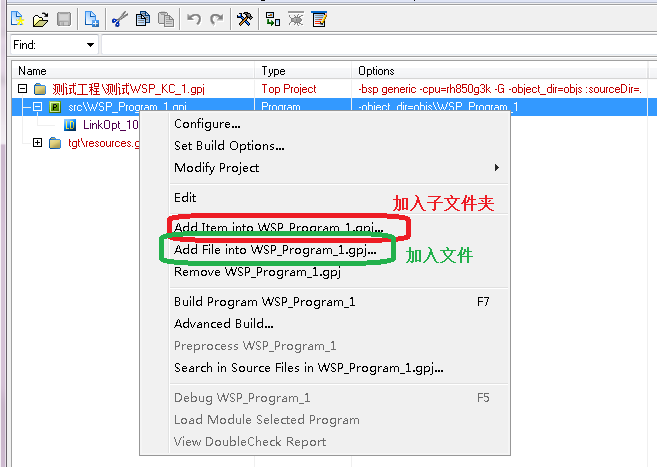 Find:
Name Type Options
测试工程\测试WSP_KC_1.gpj Top Project -bsp generic -cpu=rh850g3k -G -object_dir=objs :sourceDir=.
src\WSP_Program_1.gpj Program -object_dir=objs\WSP_Program_1
LinkOpt_10
tgt\resources.g
Configure...
Set Build Options...
Modify Project
Edit
加入子文件夹
Add Item into WSP_Program_1.gpj...
Add File into WSP_Program_1.gpj...
加入文件
Remove WSP_Program_1.gpj
Build Program WSP_Program_1 F7
Advanced Build...
Preprocess WSP_Program_1
Search in Source Files in WSP_Program_1.gpj...
Debug WSP_Program_1 F5
Load Module Selected Program
View DoubleCheck Report